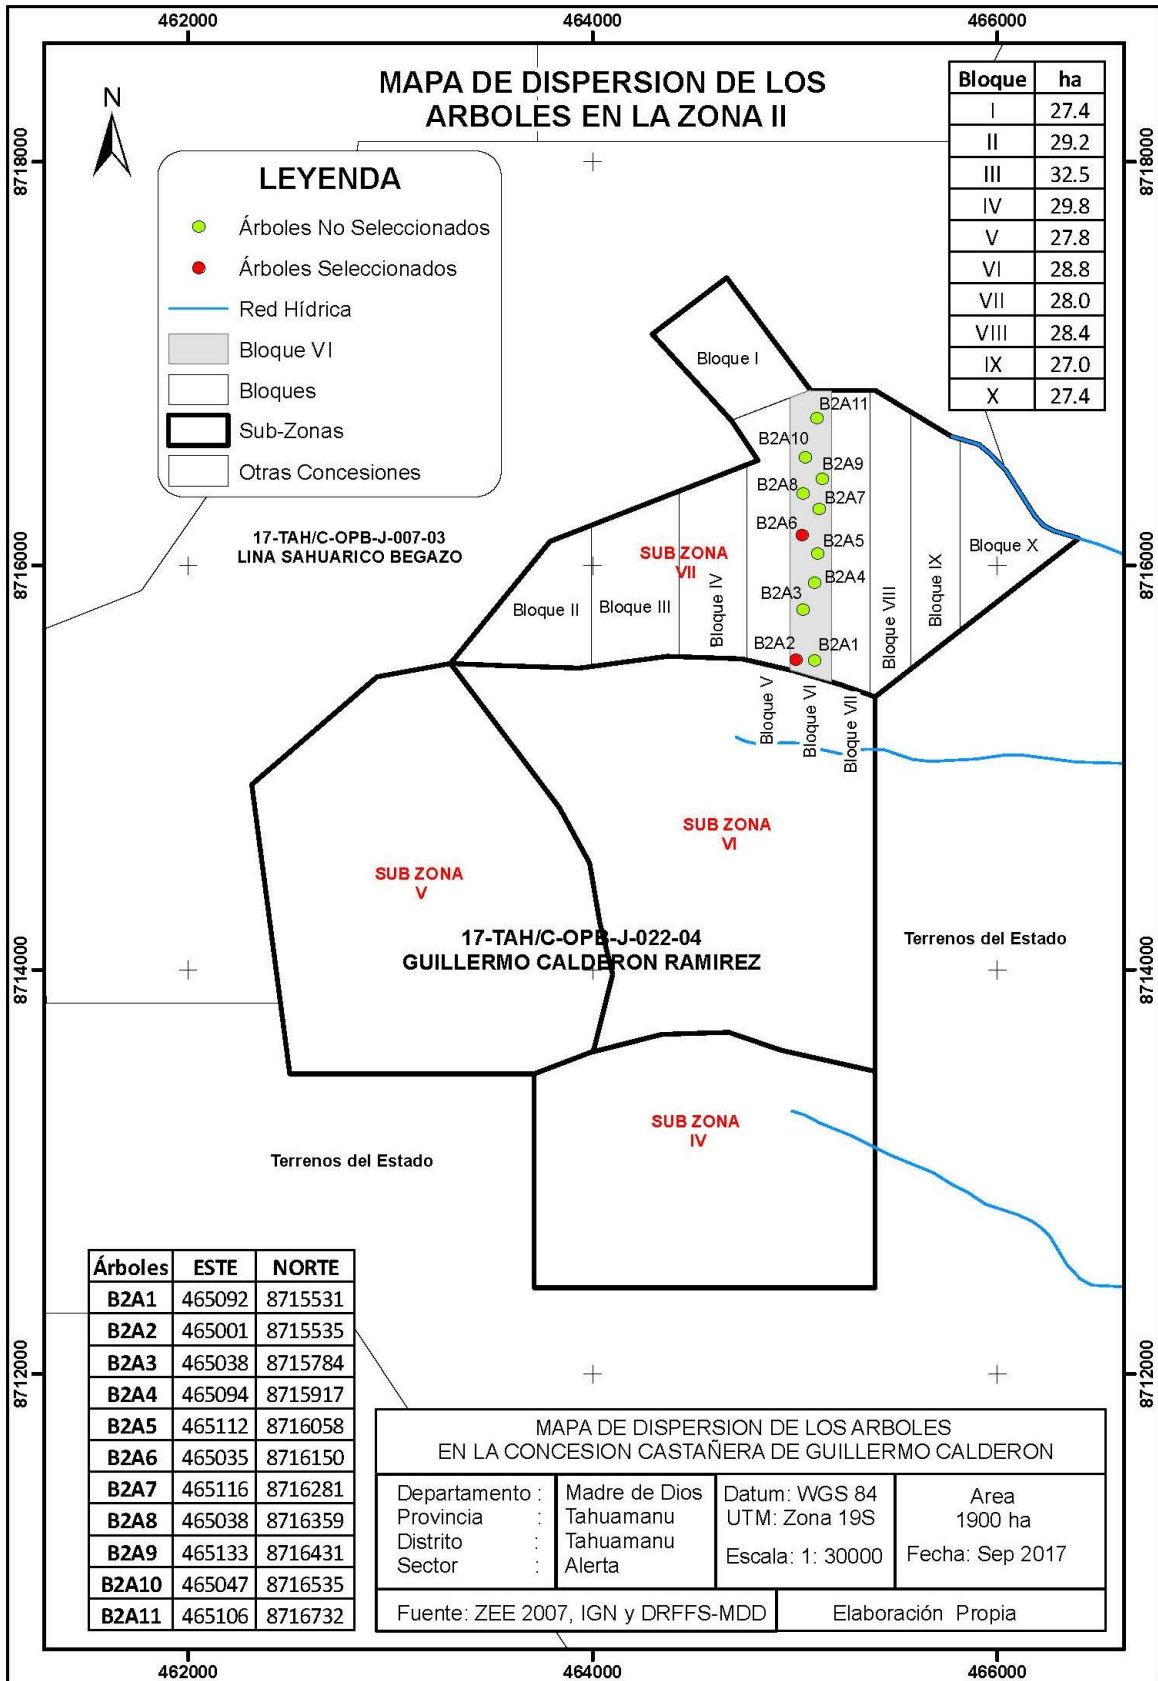 462000 464000 466000
MAPA DE DISPERSION DE LOS
ARBOLES EN LA ZONA II
N
Bloque ha
I 27.4
II 29.2
III 32.5
IV 29.8
V 27.8
VI 28.8
VII 28.0
VIII 28.4
IX 27.0
X 27.4
8718000 8718000
LEYENDA
Árboles No Seleccionados
Árboles Seleccionados
Red Hídrica
Bloque VI
Bloques
Sub-Zonas
Otras Concesiones
Bloque I
B2A11
B2A10
B2A9
B2A8
B2A7
B2A6
B2A5
B2A4
B2A3
B2A2
B2A1
17-TAH/C-OPB-J-007-03
LINA SAHUARICO BEGAZO
8716000 8716000
SUB ZONA
VII
Bloque II
Bloque III
Bloque IV
Bloque V
Bloque VI
Bloque VII
Bloque VIII
Bloque IX
Bloque X
SUB ZONA
VI
SUB ZONA
V
17-TAH/C-OPB-J-022-04
GUILLERMO CALDERON RAMIREZ
Terrenos del Estado
8714000 8714000
SUB ZONA
IV
Terrenos del Estado
8712000 8712000
Árboles ESTE NORTE
B2A1 465092 8715531
B2A2 465001 8715535
B2A3 465038 8715784
B2A4 465094 8715917
B2A5 465112 8716058
B2A6 465035 8716150
B2A7 465116 8716281
B2A8 465038 8716359
B2A9 465133 8716431
B2A10 465047 8716535
B2A11 465106 8716732
MAPA DE DISPERSION DE LOS ARBOLES
EN LA CONCESION CASTAÑERA DE GUILLERMO CALDERON
Departamento : Madre de Dios
Provincia : Tahuamanu
Distrito : Tahuamanu
Sector : Alerta
Datum: WGS 84
UTM: Zona 19S
Escala: 1: 30000
Area
1900 ha
Fecha: Sep 2017
Fuente: ZEE 2007, IGN y DRFFS-MDD
Elaboración Propia
462000 464000 466000